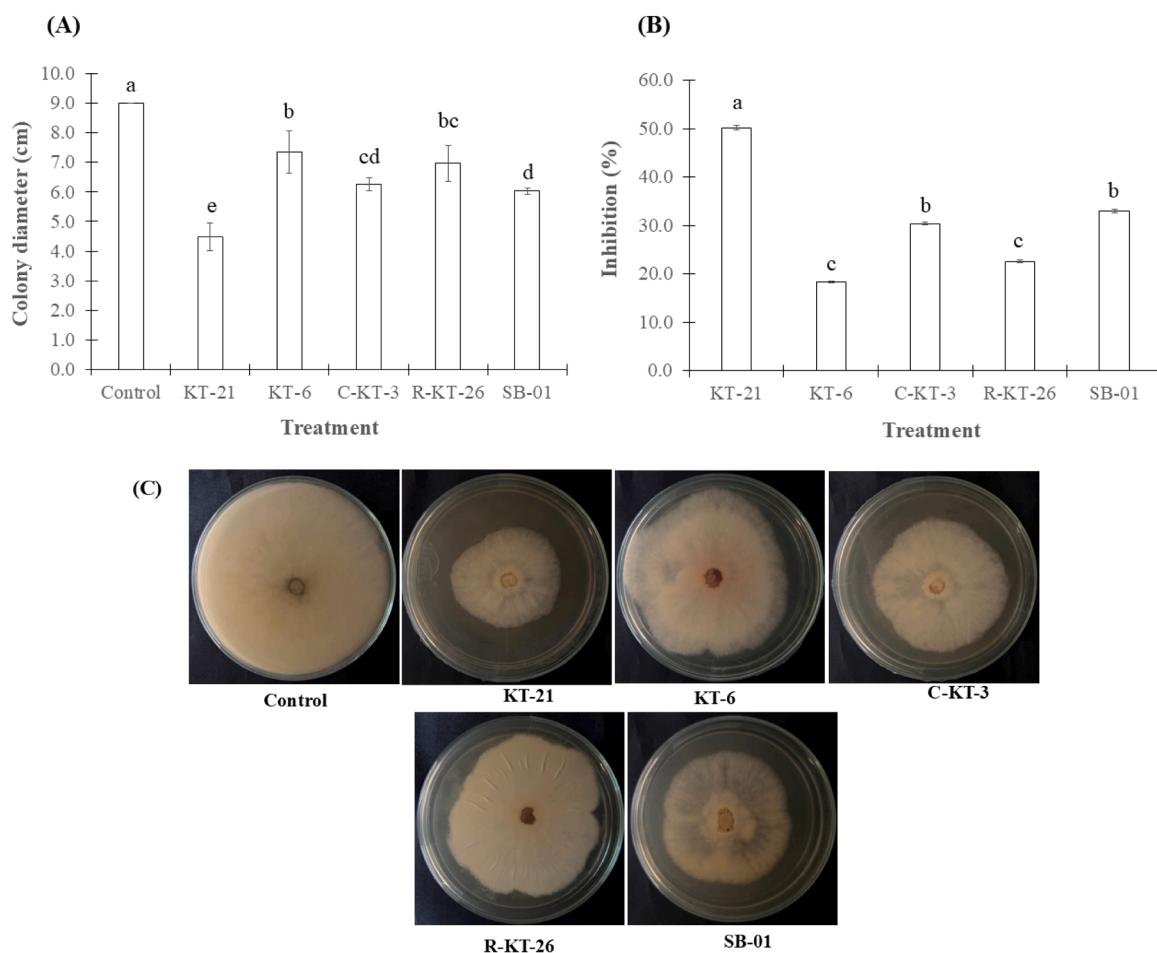 (A)
Colony diameter (cm)
10.0
9.0
8.0
7.0
6.0
5.0
4.0
3.0
2.0
1.0
0.0
a
e
b
cd
bc
d
Control KT-21 KT-6 C-KT-3 R-KT-26 SB-01
Treatment
(B)
Inhibition (%)
60.0
50.0
40.0
30.0
20.0
10.0
0.0
a
c
b
c
b
KT-21 KT-6 C-KT-3 R-KT-26 SB-01
Treatment
(C)
Control KT-21 KT-6 C-KT-3
R-KT-26 SB-01